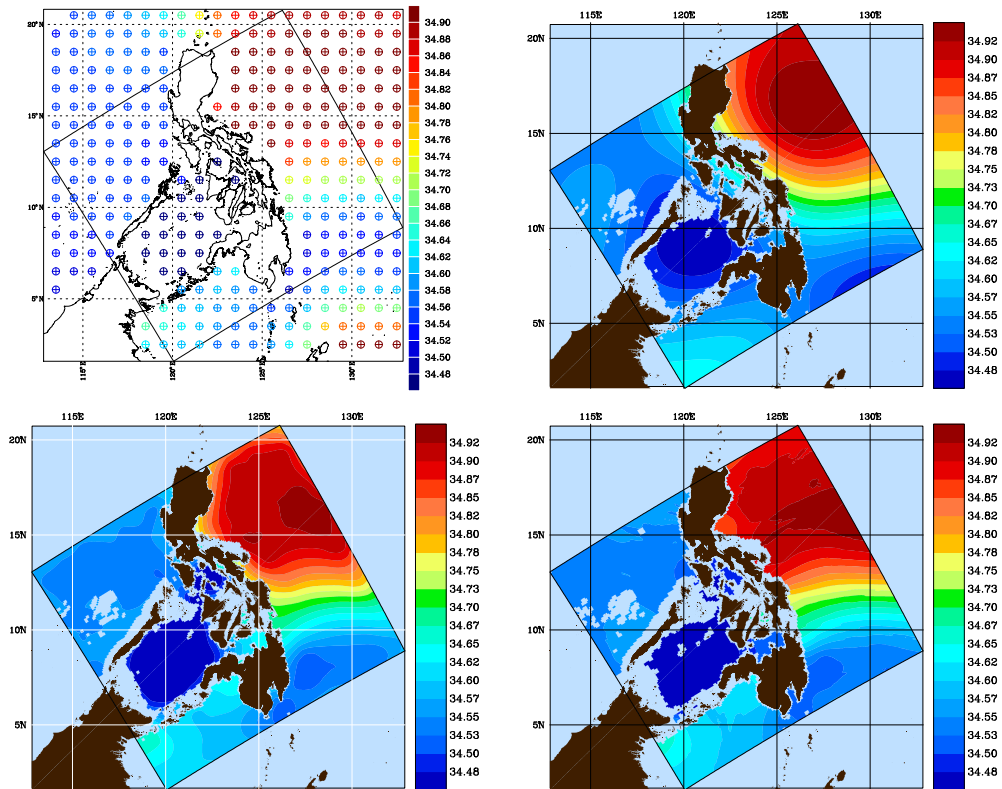 20°N
15°N
10°N
5°N
115°E
120°E
125°E
130°E
34.90
34.88
34.86
34.84
34.82
34.80
34.78
34.76
34.74
34.72
34.70
34.68
34.66
34.64
34.62
34.60
34.58
34.56
34.54
34.52
34.50
34.48
115E
120E
125E
130E
20N
15N
10N
5N
34.92
34.90
34.87
34.85
34.82
34.80
34.78
34.75
34.73
34.70
34.67
34.65
34.62
34.60
34.57
34.55
34.53
34.50
34.48
115E
120E
125E
130E
20N
15N
10N
5N
34.92
34.90
34.87
34.85
34.82
34.80
34.78
34.75
34.73
34.70
34.67
34.65
34.62
34.60
34.57
34.55
34.53
34.50
34.48
115E
120E
125E
130E
20N
15N
10N
5N
34.92
34.90
34.87
34.85
34.82
34.80
34.78
34.75
34.73
34.70
34.67
34.65
34.62
34.60
34.57
34.55
34.53
34.50
34.48